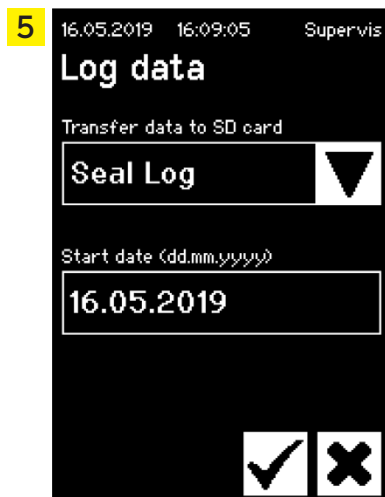 5
16.05.2019 16:09:05 Supervis
Log data
Transfer data to SD card
Seal Log
Start date (dd.mm.yyyy)
16.05.2019